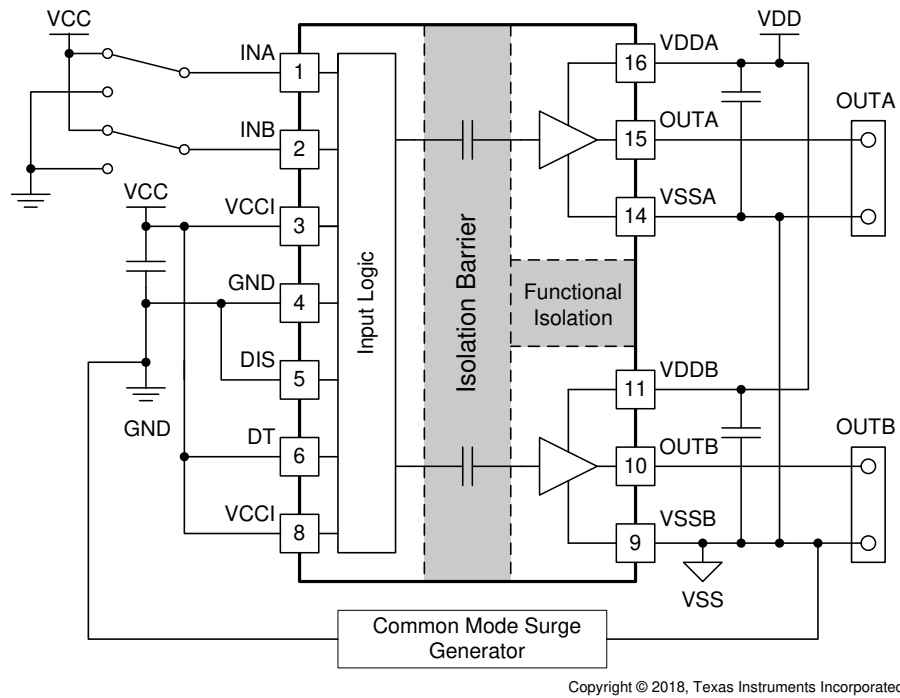 VCC
VDD
INA
1
INB
2
VCC
VCCI
3
GND
4
DIS
5
GND
DT
6
VCCI
8
Input Logic
Isolation Barrier
Functional
Isolation
16
VDDA
15
OUTA
14
VSSA
OUTA
11
VDDB
10
OUTB
9
VSSB
OUTB
VSS
Common Mode Surge
Generator
Copyright © 2018, Texas Instruments Incorporated